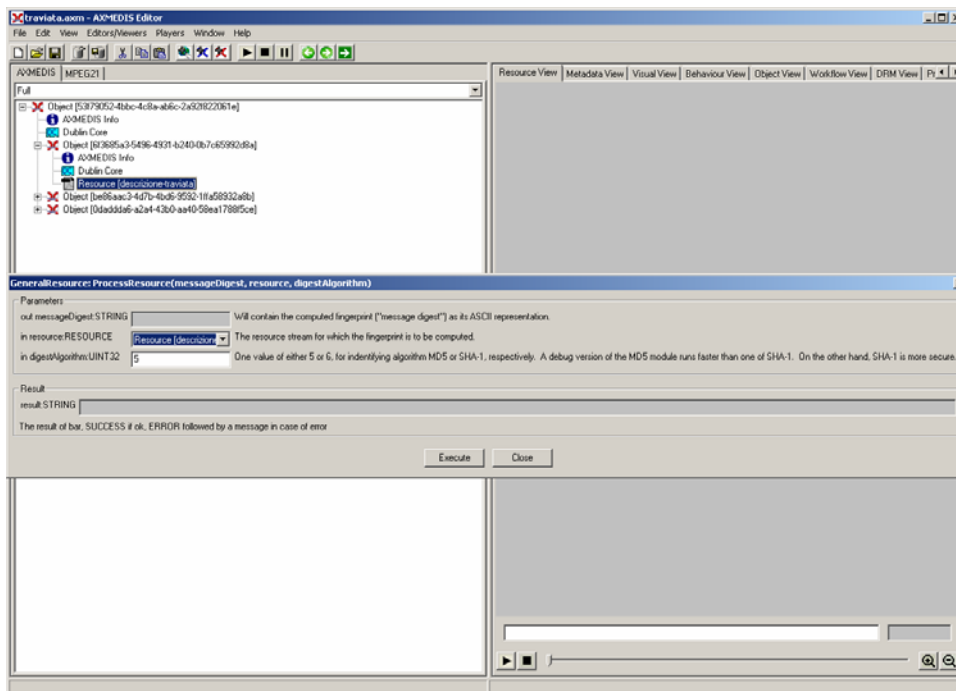 traviata.axm - AXMEDIS Editor
File Edit View Editors/Viewers Players Window Help
AXMEDIS MPEG21
Full
Object [53f79052-4bbc-4c8a-ab6c-2a92f822061e]
AXMEDIS Info
Dublin Core
Object [6f3685a3-5496-4931-b240-0b7c65992d8a]
AXMEDIS Info
Dublin Core
Resource [descrizione-traviata]
Object [be86aac3-4d7b-4bd6-9592-1ffa58932a8b]
Object [0daddda6-a2a4-43b0-aa40-58ea1788f5ce]
Resource View Metadata View Visual View Behaviour View Object View Workflow View DRM View
GeneralResource: ProcessResource(messageDigest, resource, digestAlgorithm)
Parameters
out messageDigest:STRING Will contain the computed fingerprint ("message digest") as its ASCII representation.
in resource:RESOURCE Resource [descrizione The resource stream for which the fingerprint is to be computed.
in digestAlgorithm:UINT32 5 One value of either 5 or 6, for indentifying algorithm MD5 or SHA-1, respectively. A debug version of the MD5 module runs faster than one of SHA-1. On the other hand, SHA-1 is more secure.
Result
result:STRING
The result of bar, SUCCESS if ok, ERROR followed by a message in case of error
Execute Close